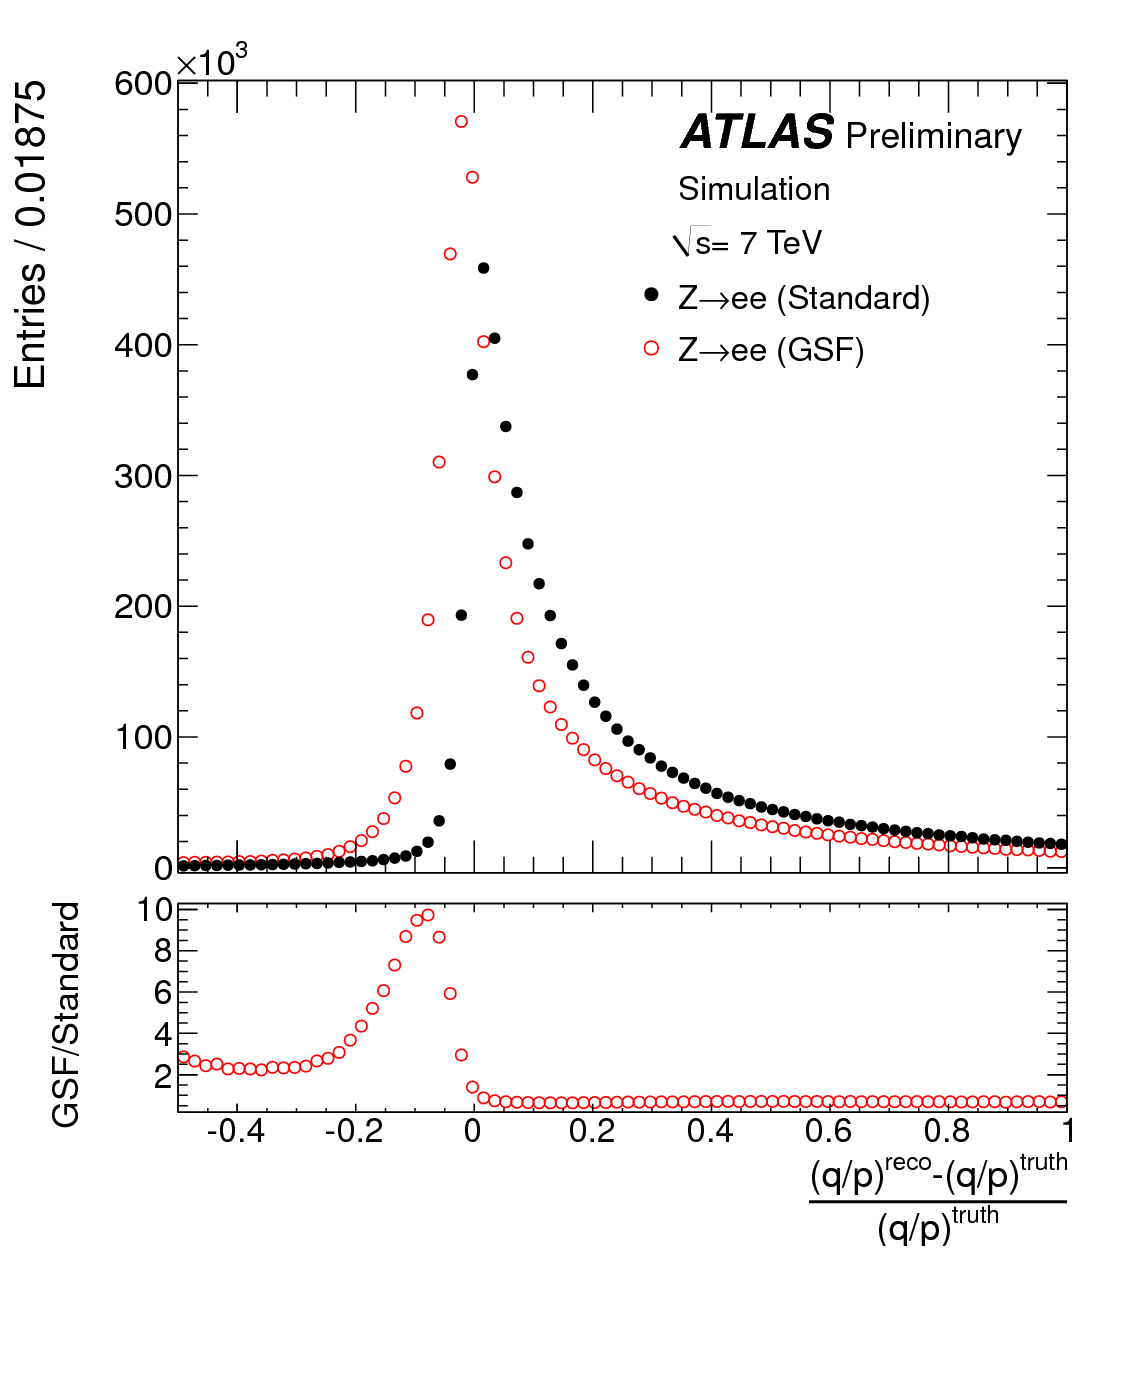 ×10³
600
500
400
300
200
100
0
Entries / 0.01875
ATLAS Preliminary
Simulation
√s= 7 TeV
Z→ee (Standard)
Z→ee (GSF)
10
8
6
4
2
GSF/Standard
-0.4 -0.2 0 0.2 0.4 0.6 0.8 1
(q/p)^reco-(q/p)^truth
(q/p)^truth